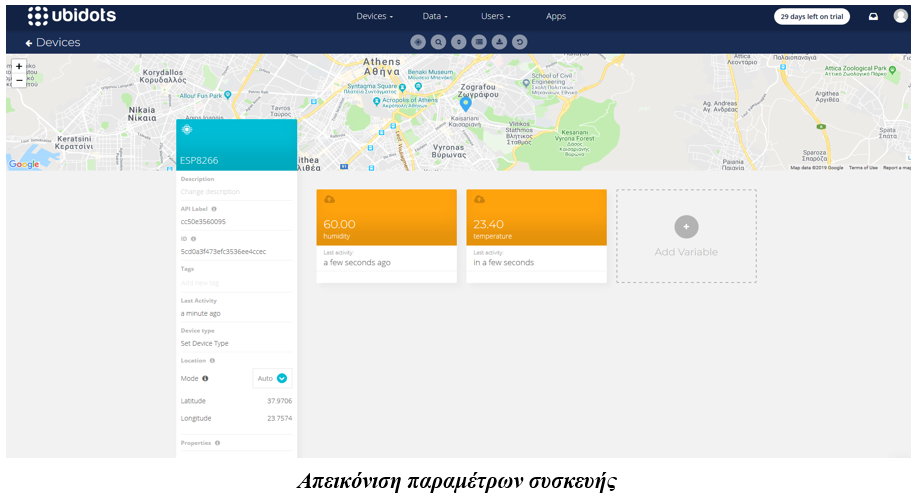 ubidots
Devices
Data
Users
Apps
29 days left on trial
Devices
+
−
Korydallos
Κορυδαλλός
Nikaia
Νίκαια
Keratsini
Κερατσίνι
Allou! Fun Park
Tavros
Ταύρος
Athens
Αθήνα
Benaki Museum
Μουσείο Μπενάκη
Syntagma Square
Acropolis of Athens
Zografou
Ζωγράφου
School of Civil
Engineering
Kaisariani
Καισαριανή
Vyronas
Βύρωνας
Viticus
Stathmos
Kesariani
Vyrona Forest
Ag. Andreas
Αγ. Ανδρέας
Attica Zoological Park
Αττικό Ζωολογικό Πάρκο
Argithea
Αργιθέα
Spata
Σπάτα
Sparoza
Σπαρόζα
Paiania
Παιανία
Google
Map data ©2019 Google
Terms of Use
Report a map
ESP8266
Description
Change description
API Label
cc50e3560095
ID
5cd0a3f473efc3536ee4ccec
Tags
Add new tag
Last Activity
a minute ago
Device type
Set Device Type
Location
Mode
Auto
Latitude 37.9706
Longitude 23.7574
Properties
60.00
humidity
Last activity
a few seconds ago
23.40
temperature
Last activity
in a few seconds
+
Add Variable
Απεικόνιση παραμέτρων συσκευής